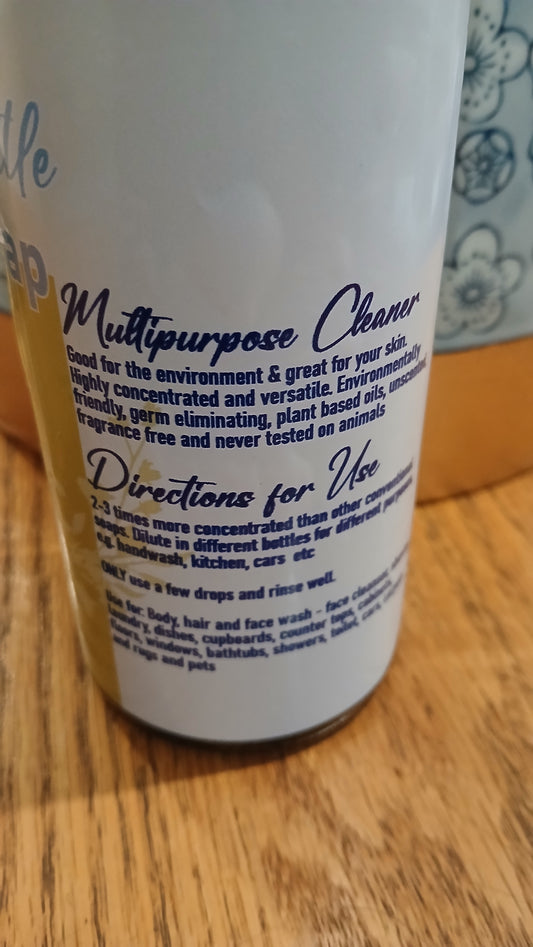 tle
ap
Multipurpose Cleaner
Good for the environment & great for your skin.
Highly concentrated and versatile. Environmentally
friendly, germ eliminating, plant based oils, unscented,
fragrance free and never tested on animals
Directions for Use
2-3 times more concentrated than other conventional
soaps. Dilute in different bottles for different purposes
e.g. handwash, kitchen, cars etc
ONLY use a few drops and rinse well.
Use for: Body, hair and face wash - face cleanser,
laundry, dishes, cupboards, counter tops,
floors, windows, bathtubs, showers, toilet, cars,
and rugs and pets